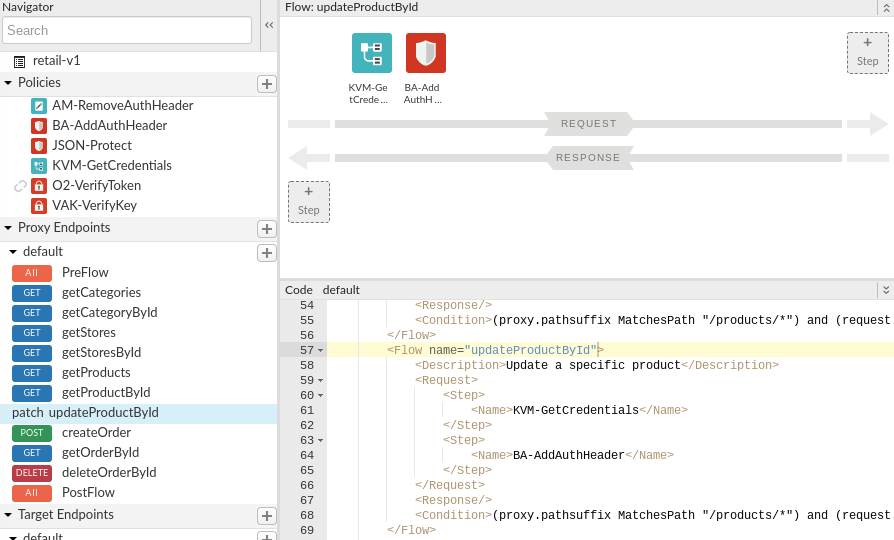 Navigator
Search
retail-v1
Policies
AM-RemoveAuthHeader
BA-AddAuthHeader
JSON-Protect
KVM-GetCredentials
O2-VerifyToken
VAK-VerifyKey
Proxy Endpoints
default
All PreFlow
GET getCategories
GET getCategoryById
GET getStores
GET getStoresById
GET getProducts
GET getProductById
patch updateProductById
POST createOrder
GET getOrderById
DELETE deleteOrderById
All PostFlow
Target Endpoints
default
Flow: updateProductById
KVM-Ge
tCrede ...
BA-Add
AuthH ...
+
Step
REQUEST
RESPONSE
+
Step
Code default
54 <Response/>
55 <Condition>(proxy.pathsuffix MatchesPath "/products/*") and (request
56 </Flow>
57 <Flow name="updateProductById">
58 <Description>Update a specific product</Description>
59 <Request>
60 <Step>
61 <Name>KVM-GetCredentials</Name>
62 </Step>
63 <Step>
64 <Name>BA-AddAuthHeader</Name>
65 </Step>
66 </Request>
67 <Response/>
68 <Condition>(proxy.pathsuffix MatchesPath "/products/*") and (request
69 </Flow>